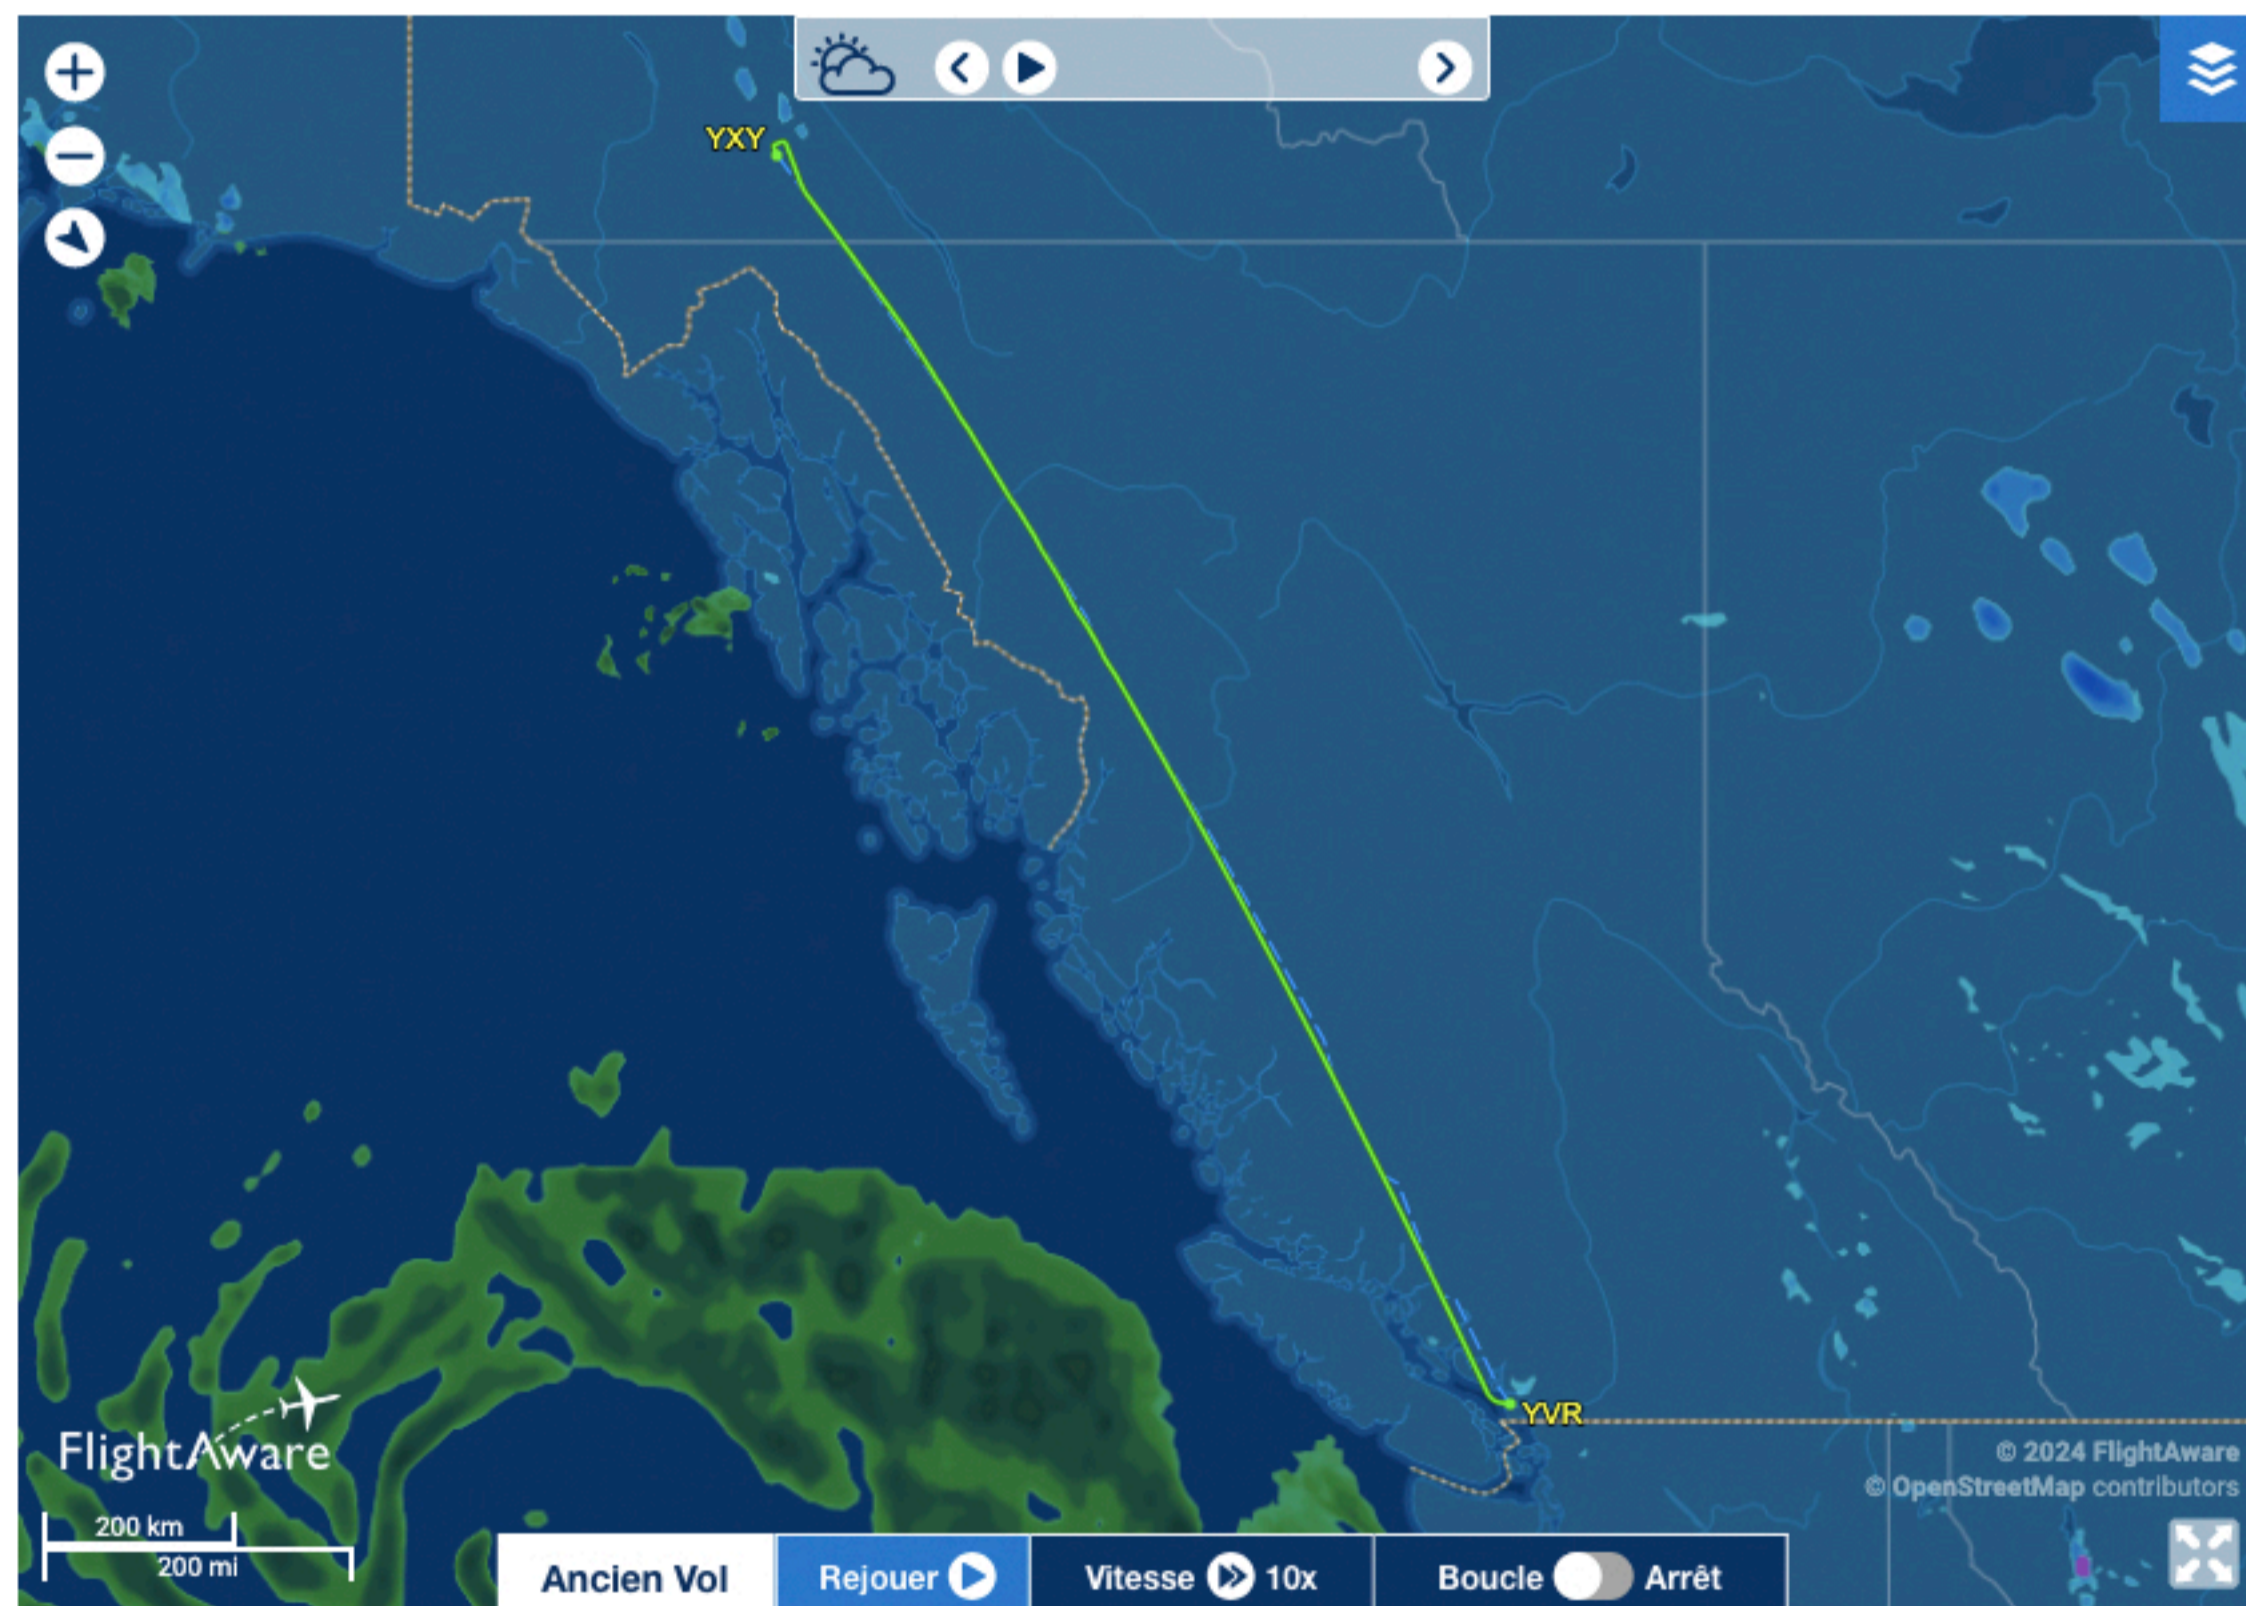 YXY
YVR
FlightAware
© 2024 FlightAware
© OpenStreetMap contributors
200 km
200 mi
Ancien Vol
Rejouer
Vitesse 10x
Boucle Arrêt